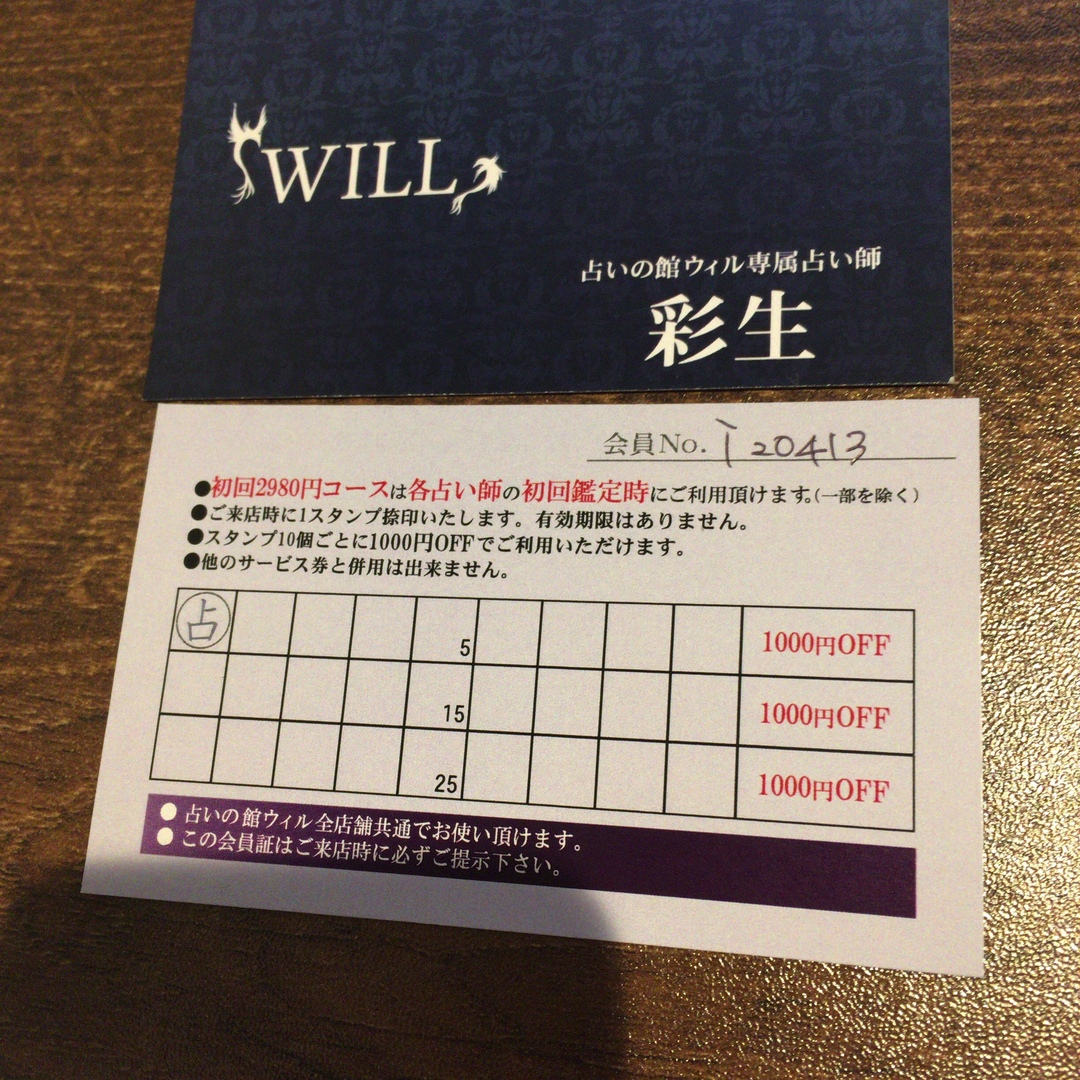 WILL
占いの館ウィル専属占い師
彩生
会員No. i 20413
●初回2980円コースは各占い師の初回鑑定時にご利用頂けます。(一部を除く)
●ご来店時に1スタンプ捺印いたします。有効期限はありません。
●スタンプ10個ごとに1000円OFFでご利用いただけます。
●他のサービス券と併用は出来ません。
占 5 1000円OFF
15 1000円OFF
25 1000円OFF
● 占いの館ウィル全店舗共通でお使い頂けます。
● この会員証はご来店時に必ずご提示下さい。